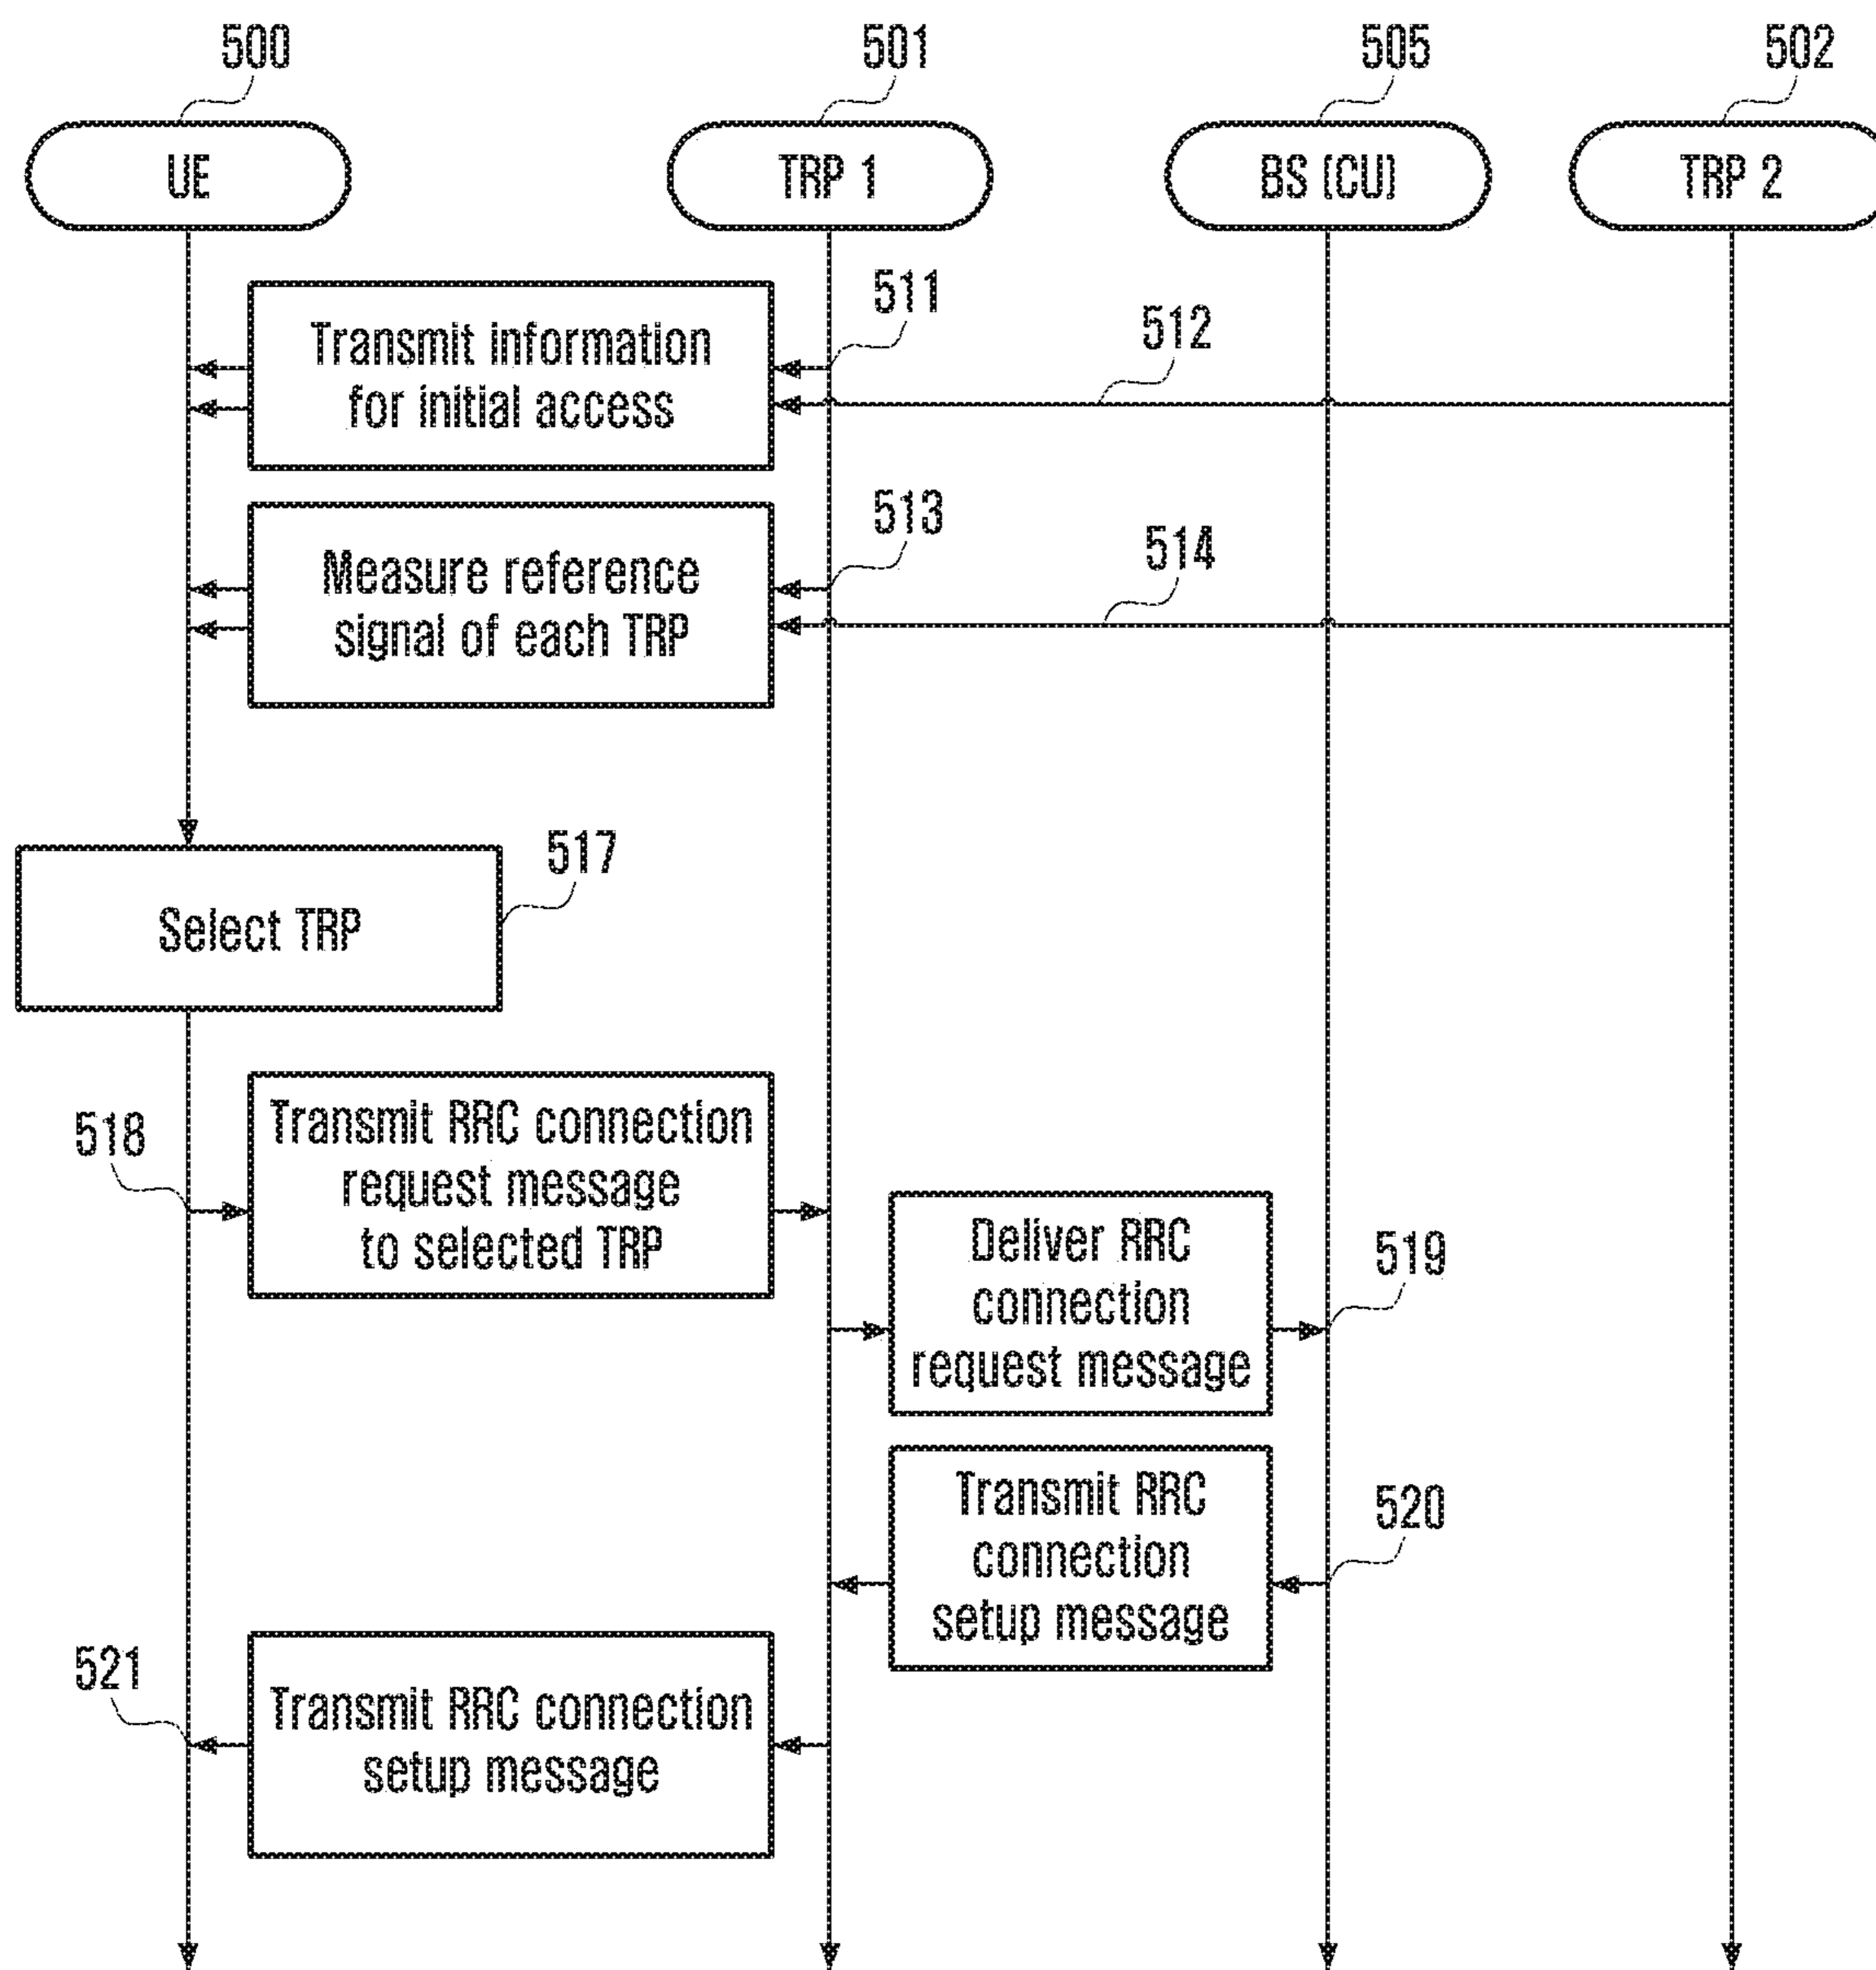 500
501
505
502
UE
TRP 1
BS (CU)
TRP 2
511
512
Transmit information
for initial access
513
514
Measure reference
signal of each TRP
517
Select TRP
518
Transmit RRC connection
request message
to selected TRP
Deliver RRC
connection
request message
519
Transmit RRC
connection
setup message
520
521
Transmit RRC connection
setup message